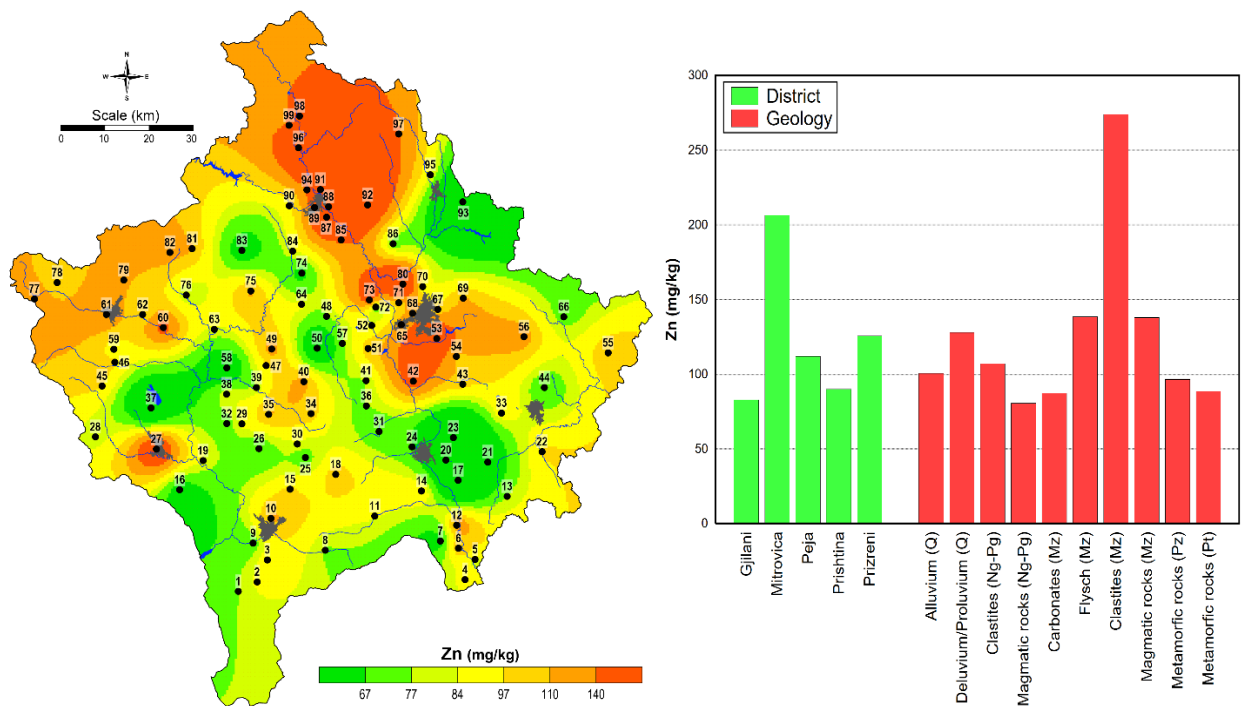 N
W E
S
Scale (km)
0 10 20 30
98
99
97
96
95
94 91
90 88 92 93
89
87
85
86
82 81 83 84
78 79 74
80
77 76 75 70
73 71 69
61 62 64 48 72 68 67 66
60 63 52 65 53 56
59 49 50 57 51 54 55
46 58 47
45 38 39 40 41 42 43 44
37 36
32 29 35 34 33
28 27 31 24 23
26 30 22
19 25 20 21
16 18 17
15 14 13
10 11 12
9 8 7 6
3 5
2 4
1
Zn (mg/kg)
67 77 84 97 110 140
District
Geology
Zn (mg/kg)
300
250
200
150
100
50
0
Gjilani
Mitrovica
Peja
Prishtina
Prizreni
Alluvium (Q)
Deluvium/Proluvium (Q)
Clastites (Ng-Pg)
Magmatic rocks (Ng-Pg)
Carbonates (Mz)
Flysch (Mz)
Clastites (Mz)
Magmatic rocks (Mz)
Metamorfic rocks (Pz)
Metamorfic rocks (Pt)